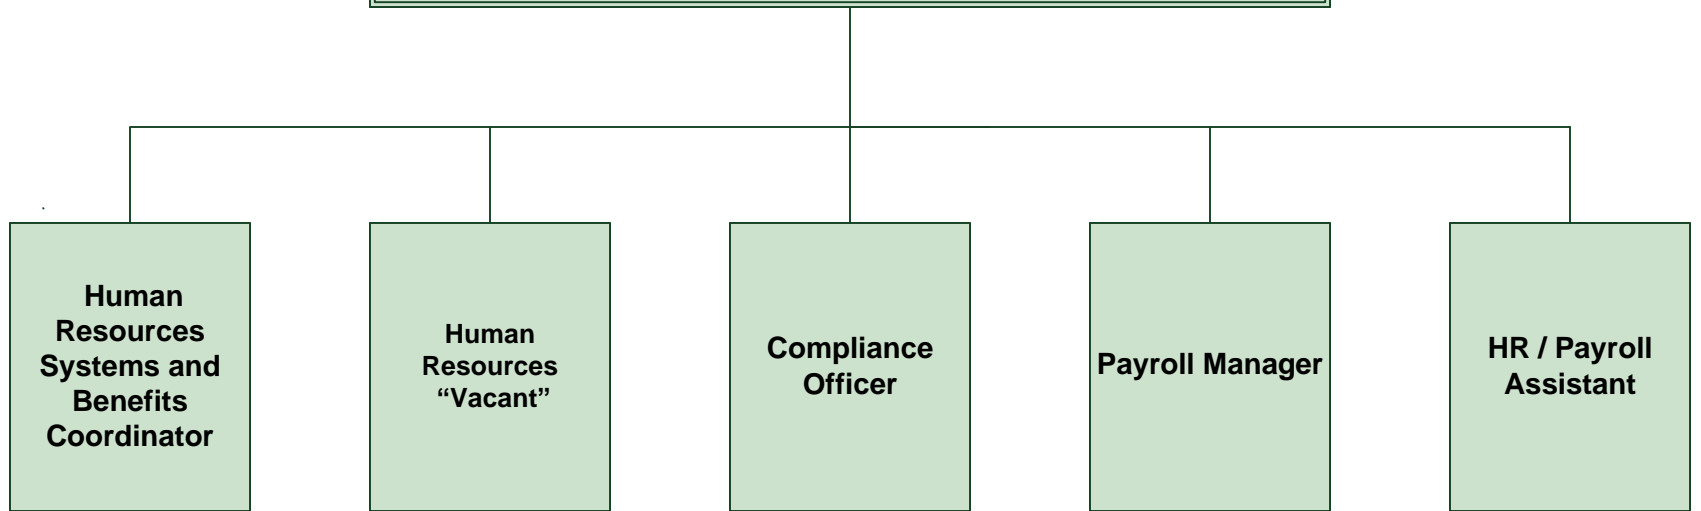 Human
Resources
Systems and
Benefits
Coordinator
Human
Resources
“Vacant”
Compliance
Officer
Payroll Manager
HR / Payroll
Assistant